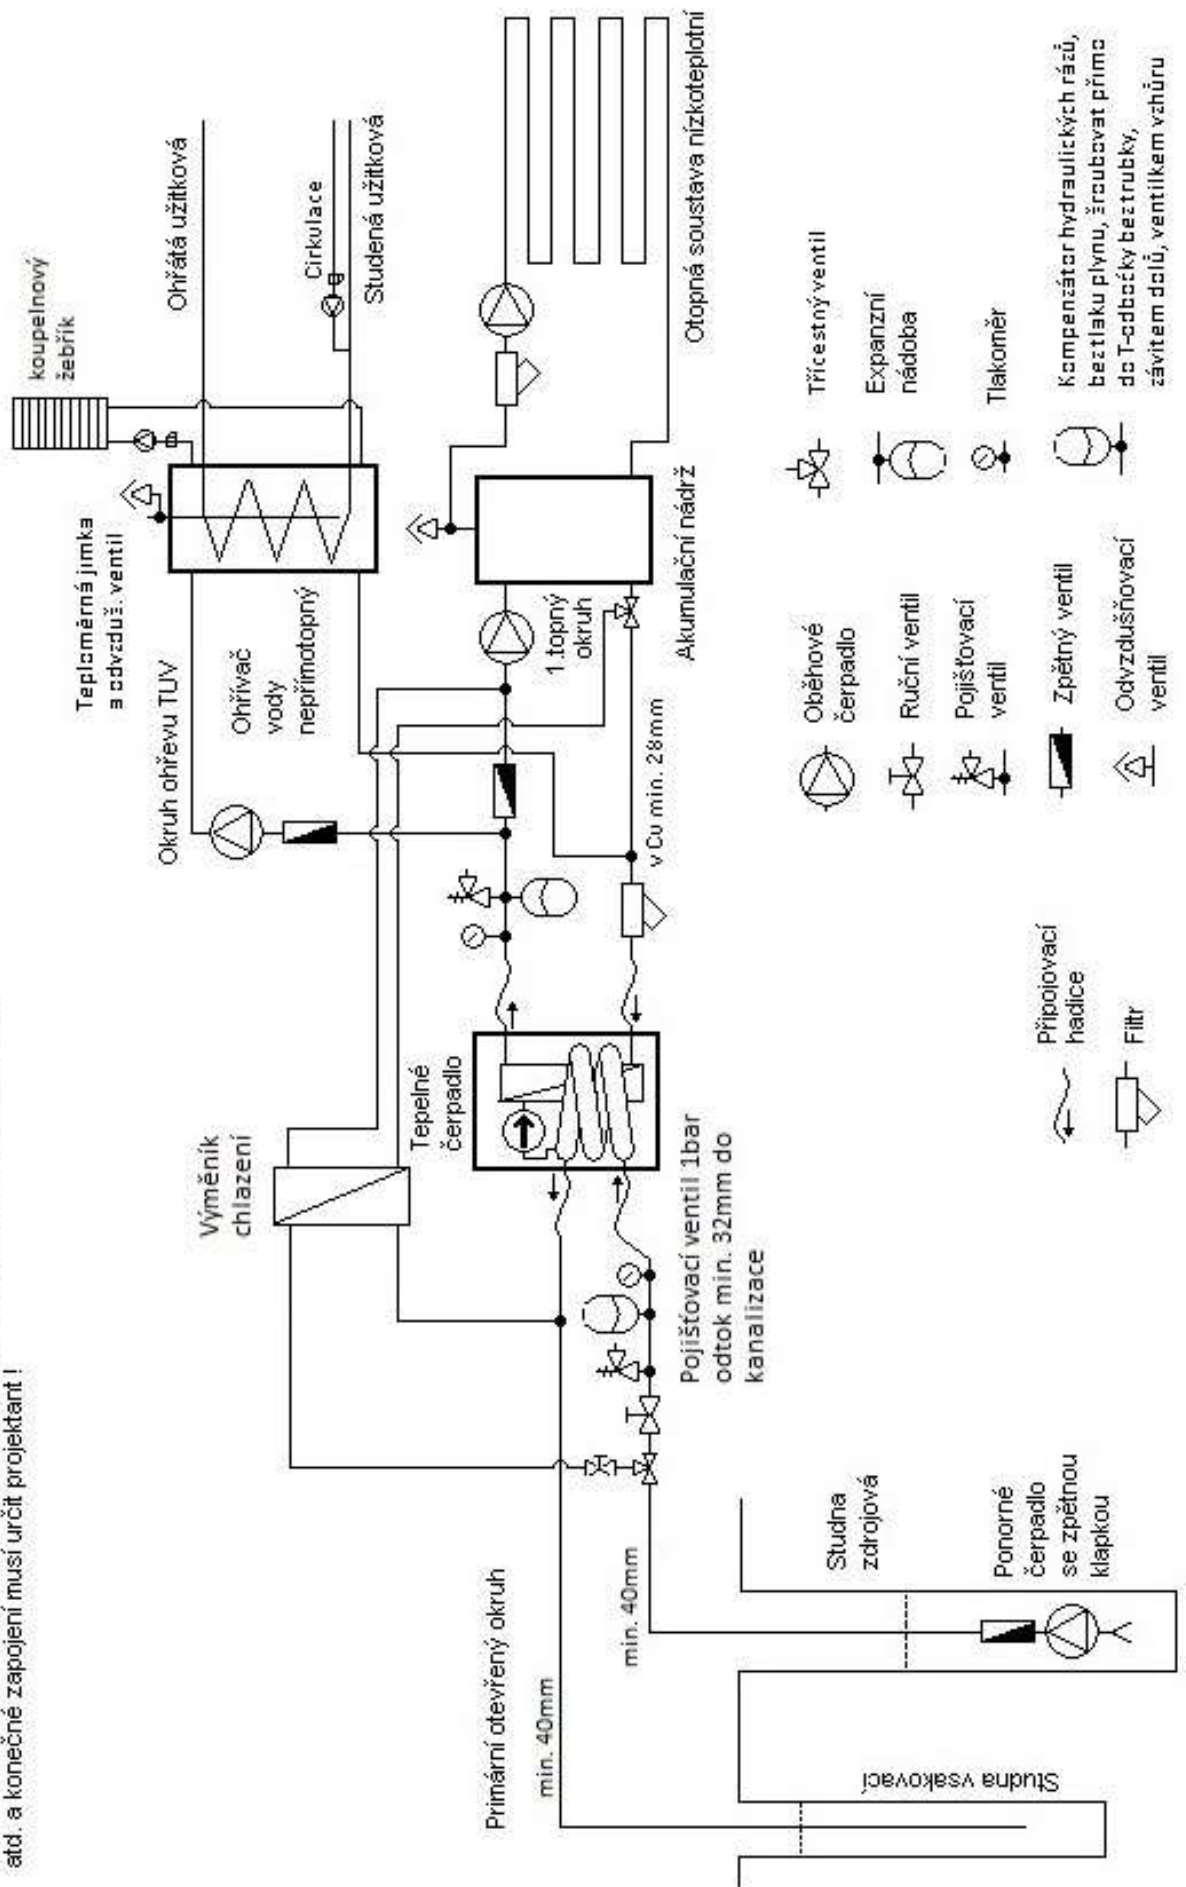 atd. a konečné zapojení musí určit projektant !
koupelnový
žebřík
Ohřátá užitková
Cirkulace
Studená užitková
Teploměrná jímka
a odvzduš. ventil
Okruh ohřevu TUV
Ohřívač
vody
nepřímotopný
Výměník
chlazení
Tepelné
čerpadlo
1.topný
okruh
Akumulační nádrž
Otopná soustava nízkoteplotní
v Cu min. 28mm
Pojišťovací ventil 1bar
odtok min. 32mm do
kanalizace
Primární otevřený okruh
min. 40mm
min. 40mm
Studna
zdrojová
Ponorné
čerpadlo
se zpětnou
klapkou
Studna vsakovací
Připojovací
hadice
Filtr
Oběhové
čerpadlo
Ruční ventil
Pojišťovací
ventil
Zpětný ventil
Odvzdušňovací
ventil
Třícestný ventil
Expanzní
nádoba
Tlakoměr
Kompenzátor hydraulických rázů,
bez tlaku plynu, šroubovat přímo
do T-odbočky bez trubky,
závitem dolů, ventilkem vzhůru